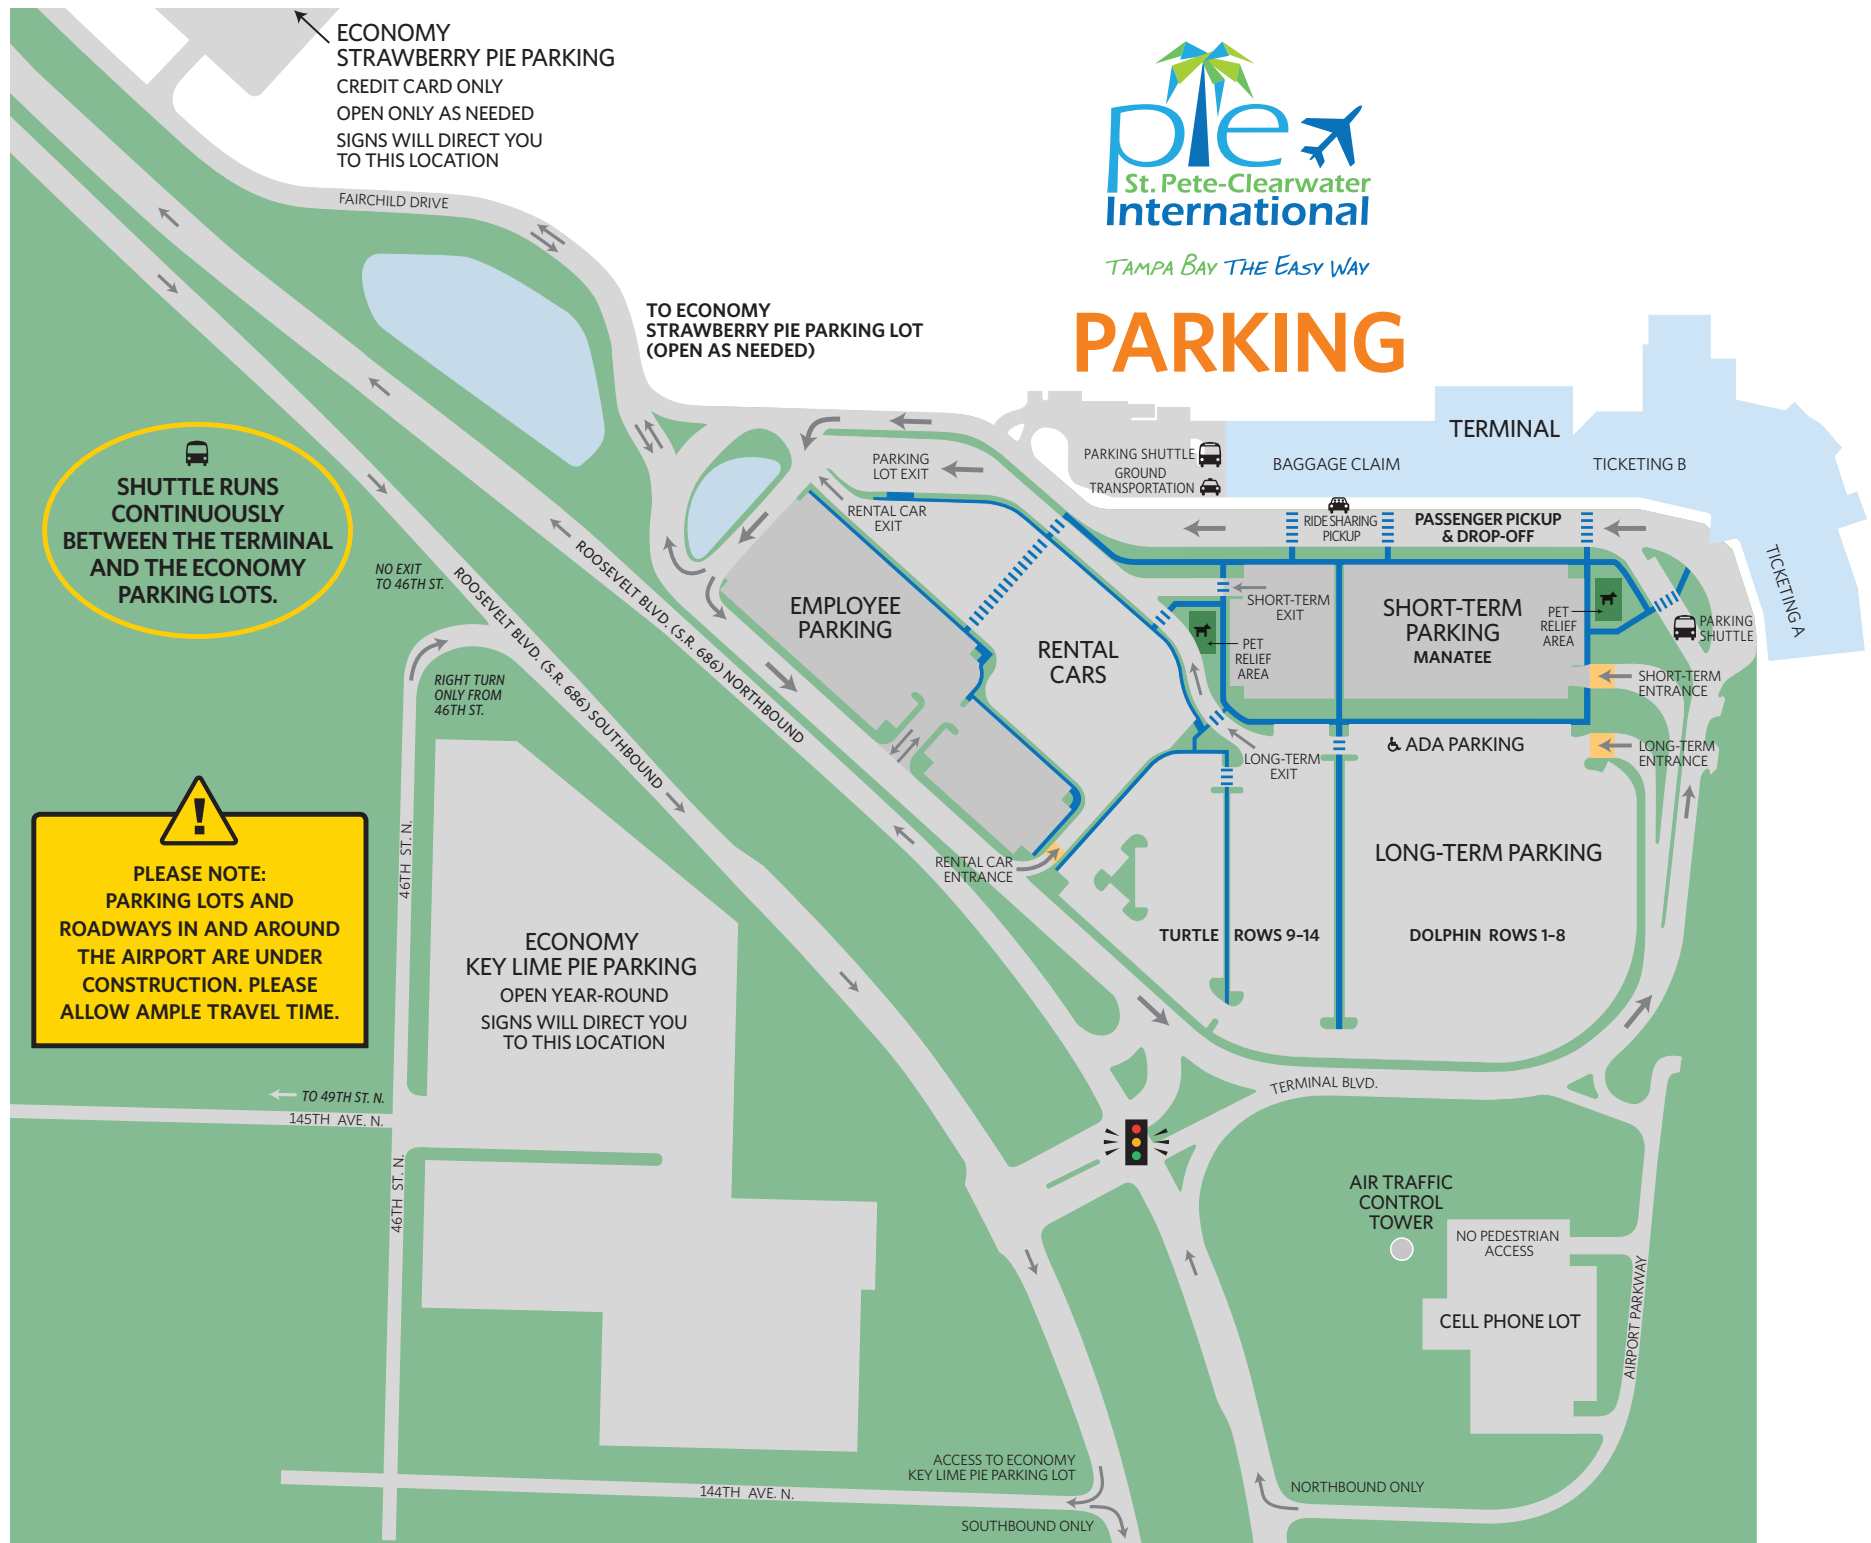 ECONOMY
STRAWBERRY PIE PARKING
CREDIT CARD ONLY
OPEN ONLY AS NEEDED
SIGNS WILL DIRECT YOU
TO THIS LOCATION
FAIRCHILD DRIVE
pie
St. Pete-Clearwater
International
TAMPA BAY THE EASY WAY
PARKING
TO ECONOMY
STRAWBERRY PIE PARKING LOT
(OPEN AS NEEDED)
SHUTTLE RUNS
CONTINUOUSLY
BETWEEN THE TERMINAL
AND THE ECONOMY
PARKING LOTS.
NO EXIT
TO 46TH ST.
RIGHT TURN
ONLY FROM
46TH ST.
ROOSEVELT BLVD. (S.R. 686) SOUTHBOUND
ROOSEVELT BLVD. (S.R. 686) NORTHBOUND
PARKING
LOT EXIT
RENTAL CAR
EXIT
EMPLOYEE
PARKING
RENTAL
CARS
PARKING SHUTTLE
GROUND
TRANSPORTATION
TERMINAL
BAGGAGE CLAIM
TICKETING B
TICKETING A
RIDE SHARING
PICKUP
PASSENGER PICKUP
& DROP-OFF
SHORT-TERM
EXIT
PET
RELIEF
AREA
SHORT-TERM
PARKING
MANATEE
PET
RELIEF
AREA
PARKING
SHUTTLE
SHORT-TERM
ENTRANCE
LONG-TERM
ENTRANCE
ADA PARKING
LONG-TERM
EXIT
LONG-TERM PARKING
TURTLE ROWS 9-14
DOLPHIN ROWS 1-8
RENTAL CAR
ENTRANCE
!
PLEASE NOTE:
PARKING LOTS AND
ROADWAYS IN AND AROUND
THE AIRPORT ARE UNDER
CONSTRUCTION. PLEASE
ALLOW AMPLE TRAVEL TIME.
46TH ST. N.
ECONOMY
KEY LIME PIE PARKING
OPEN YEAR-ROUND
SIGNS WILL DIRECT YOU
TO THIS LOCATION
TO 49TH ST. N.
145TH AVE. N.
46TH ST. N.
TERMINAL BLVD.
AIR TRAFFIC
CONTROL
TOWER
NO PEDESTRIAN
ACCESS
CELL PHONE LOT
AIRPORT PARKWAY
ACCESS TO ECONOMY
KEY LIME PIE PARKING LOT
144TH AVE. N.
SOUTHBOUND ONLY
NORTHBOUND ONLY